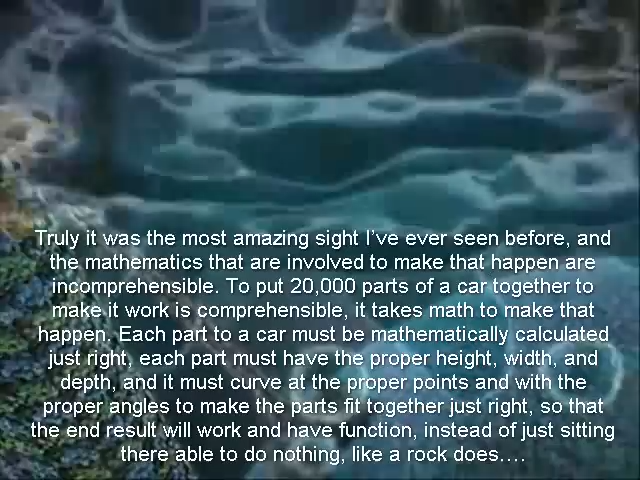 Truly it was the most amazing sight I've ever seen before, and
the mathematics that are involved to make that happen are
incomprehensible. To put 20,000 parts of a car together to
make it work is comprehensible, it takes math to make that
happen. Each part to a car must be mathematically calculated
just right, each part must have the proper height, width, and
depth, and it must curve at the proper points and with the
proper angles to make the parts fit together just right, so that
the end result will work and have function, instead of just sitting
there able to do nothing, like a rock does....